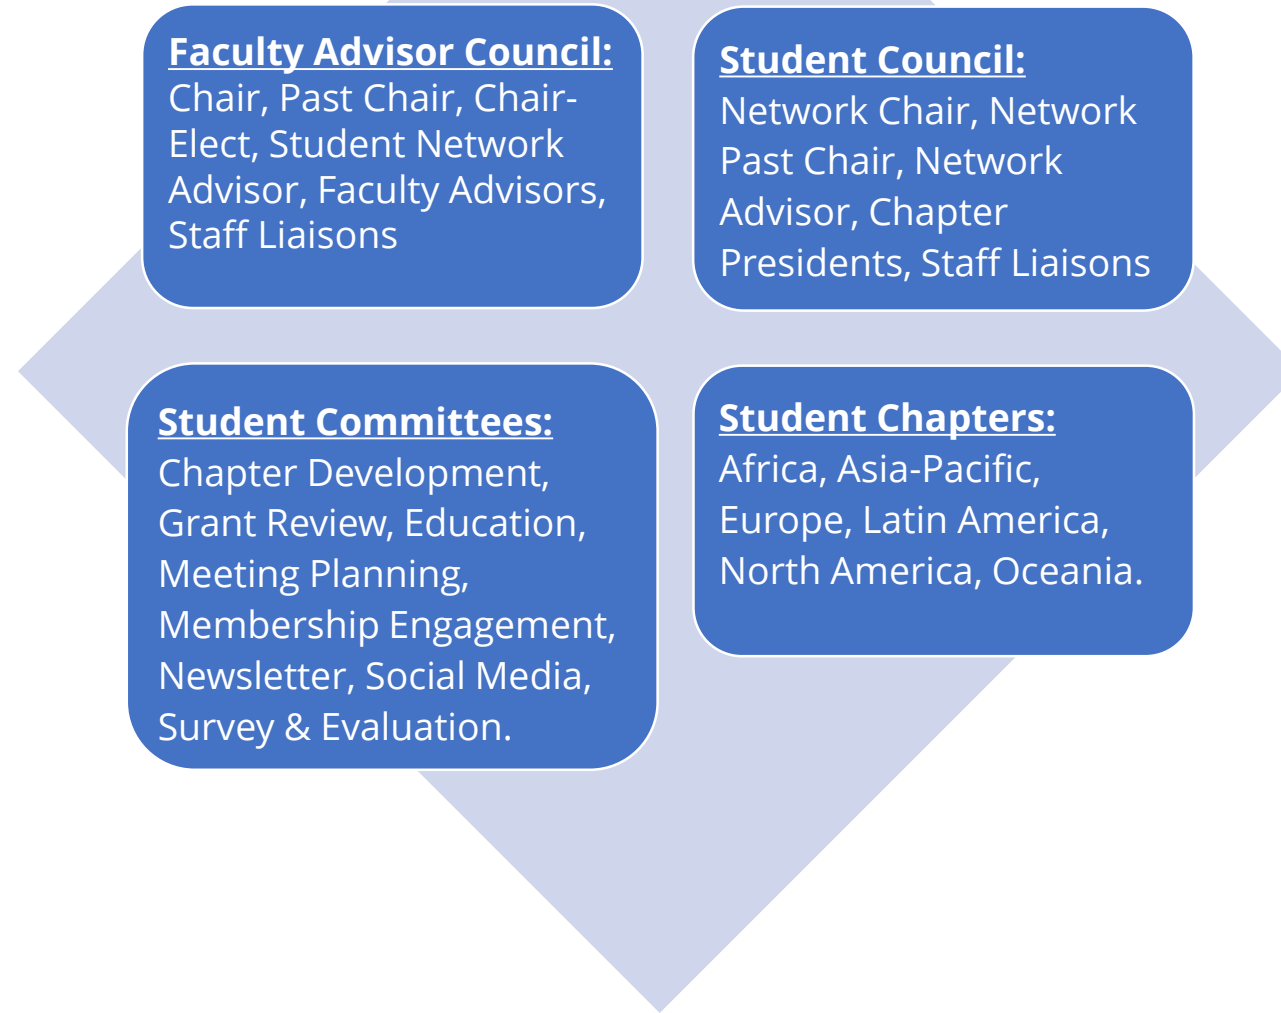 Faculty Advisor Council:
Chair, Past Chair, Chair-
Elect, Student Network
Advisor, Faculty Advisors,
Staff Liaisons
Student Council:
Network Chair, Network
Past Chair, Network
Advisor, Chapter
Presidents, Staff Liaisons
Student Committees:
Chapter Development,
Grant Review, Education,
Meeting Planning,
Membership Engagement,
Newsletter, Social Media,
Survey & Evaluation.
Student Chapters:
Africa, Asia-Pacific,
Europe, Latin America,
North America, Oceania.